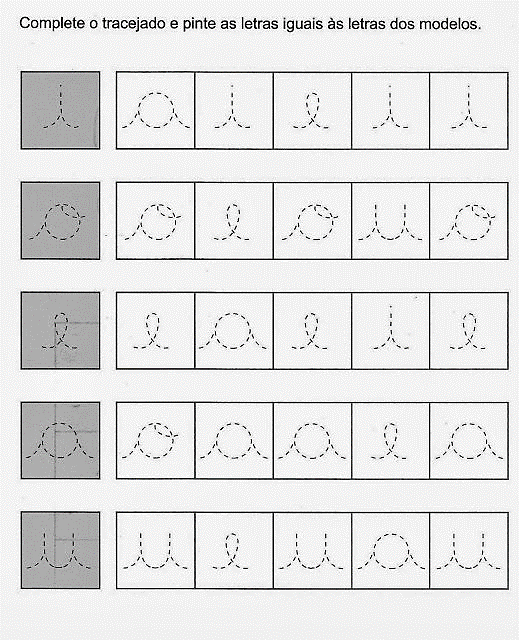 Complete o tracejado e pinte as letras iguais às letras dos modelos.
i a i e i i
o o e o u o
e e a e i e
a o a a e a
u u e u a u